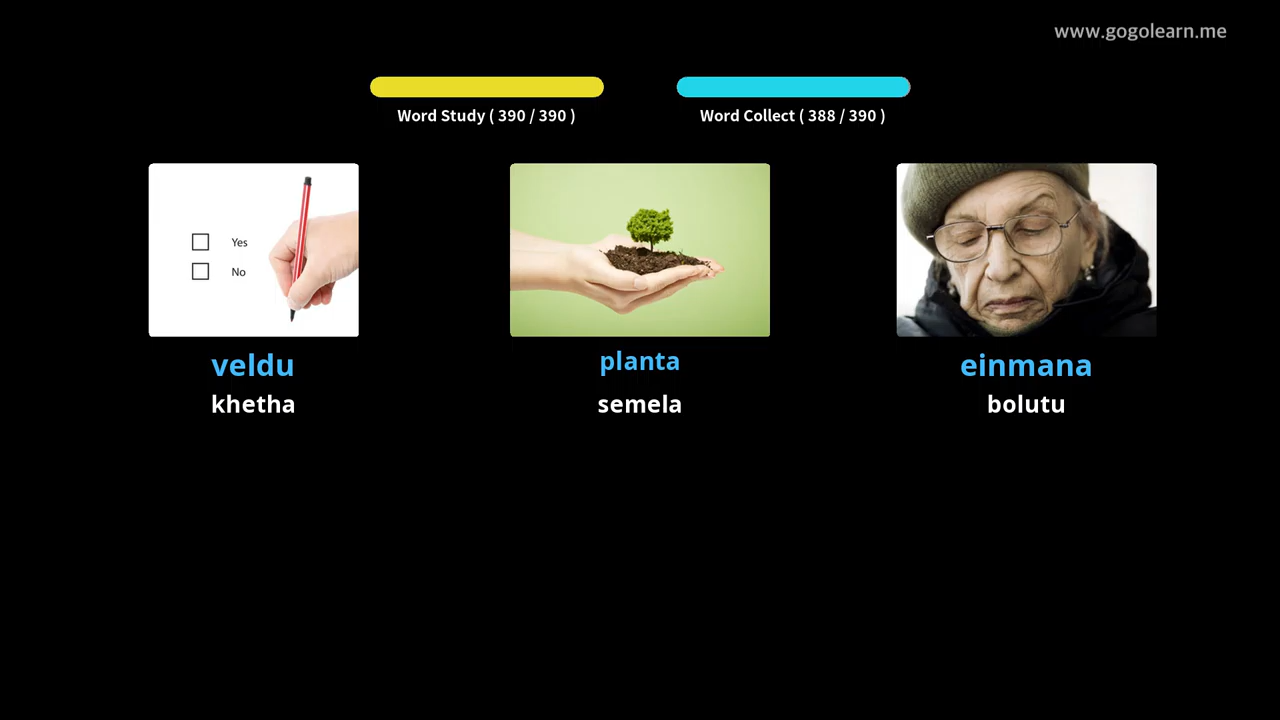 www.gogolearn.me
Word Study ( 390 / 390 )
Word Collect ( 388 / 390 )
Yes
No
veldu
khetha
planta
semela
einmana
bolutu